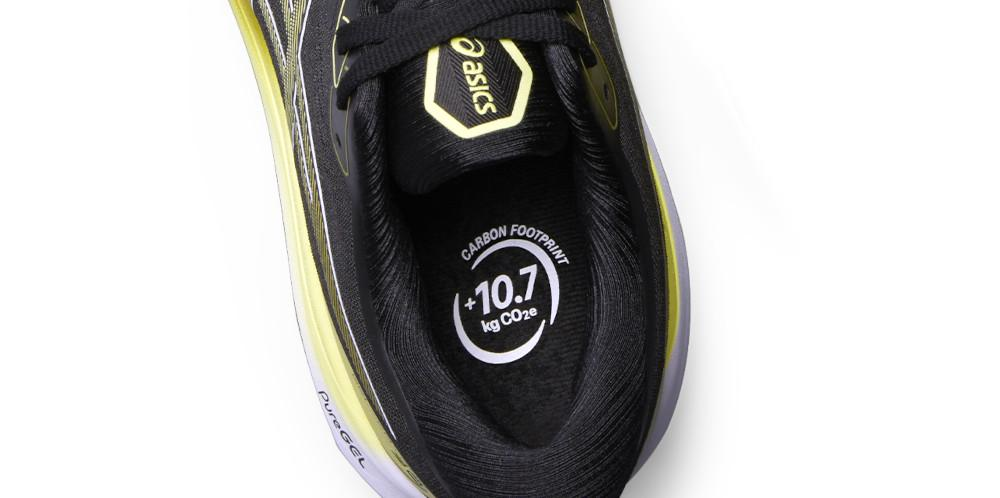 asics
CARBON FOOTPRINT
+10.7
kg CO2e
PureGEL